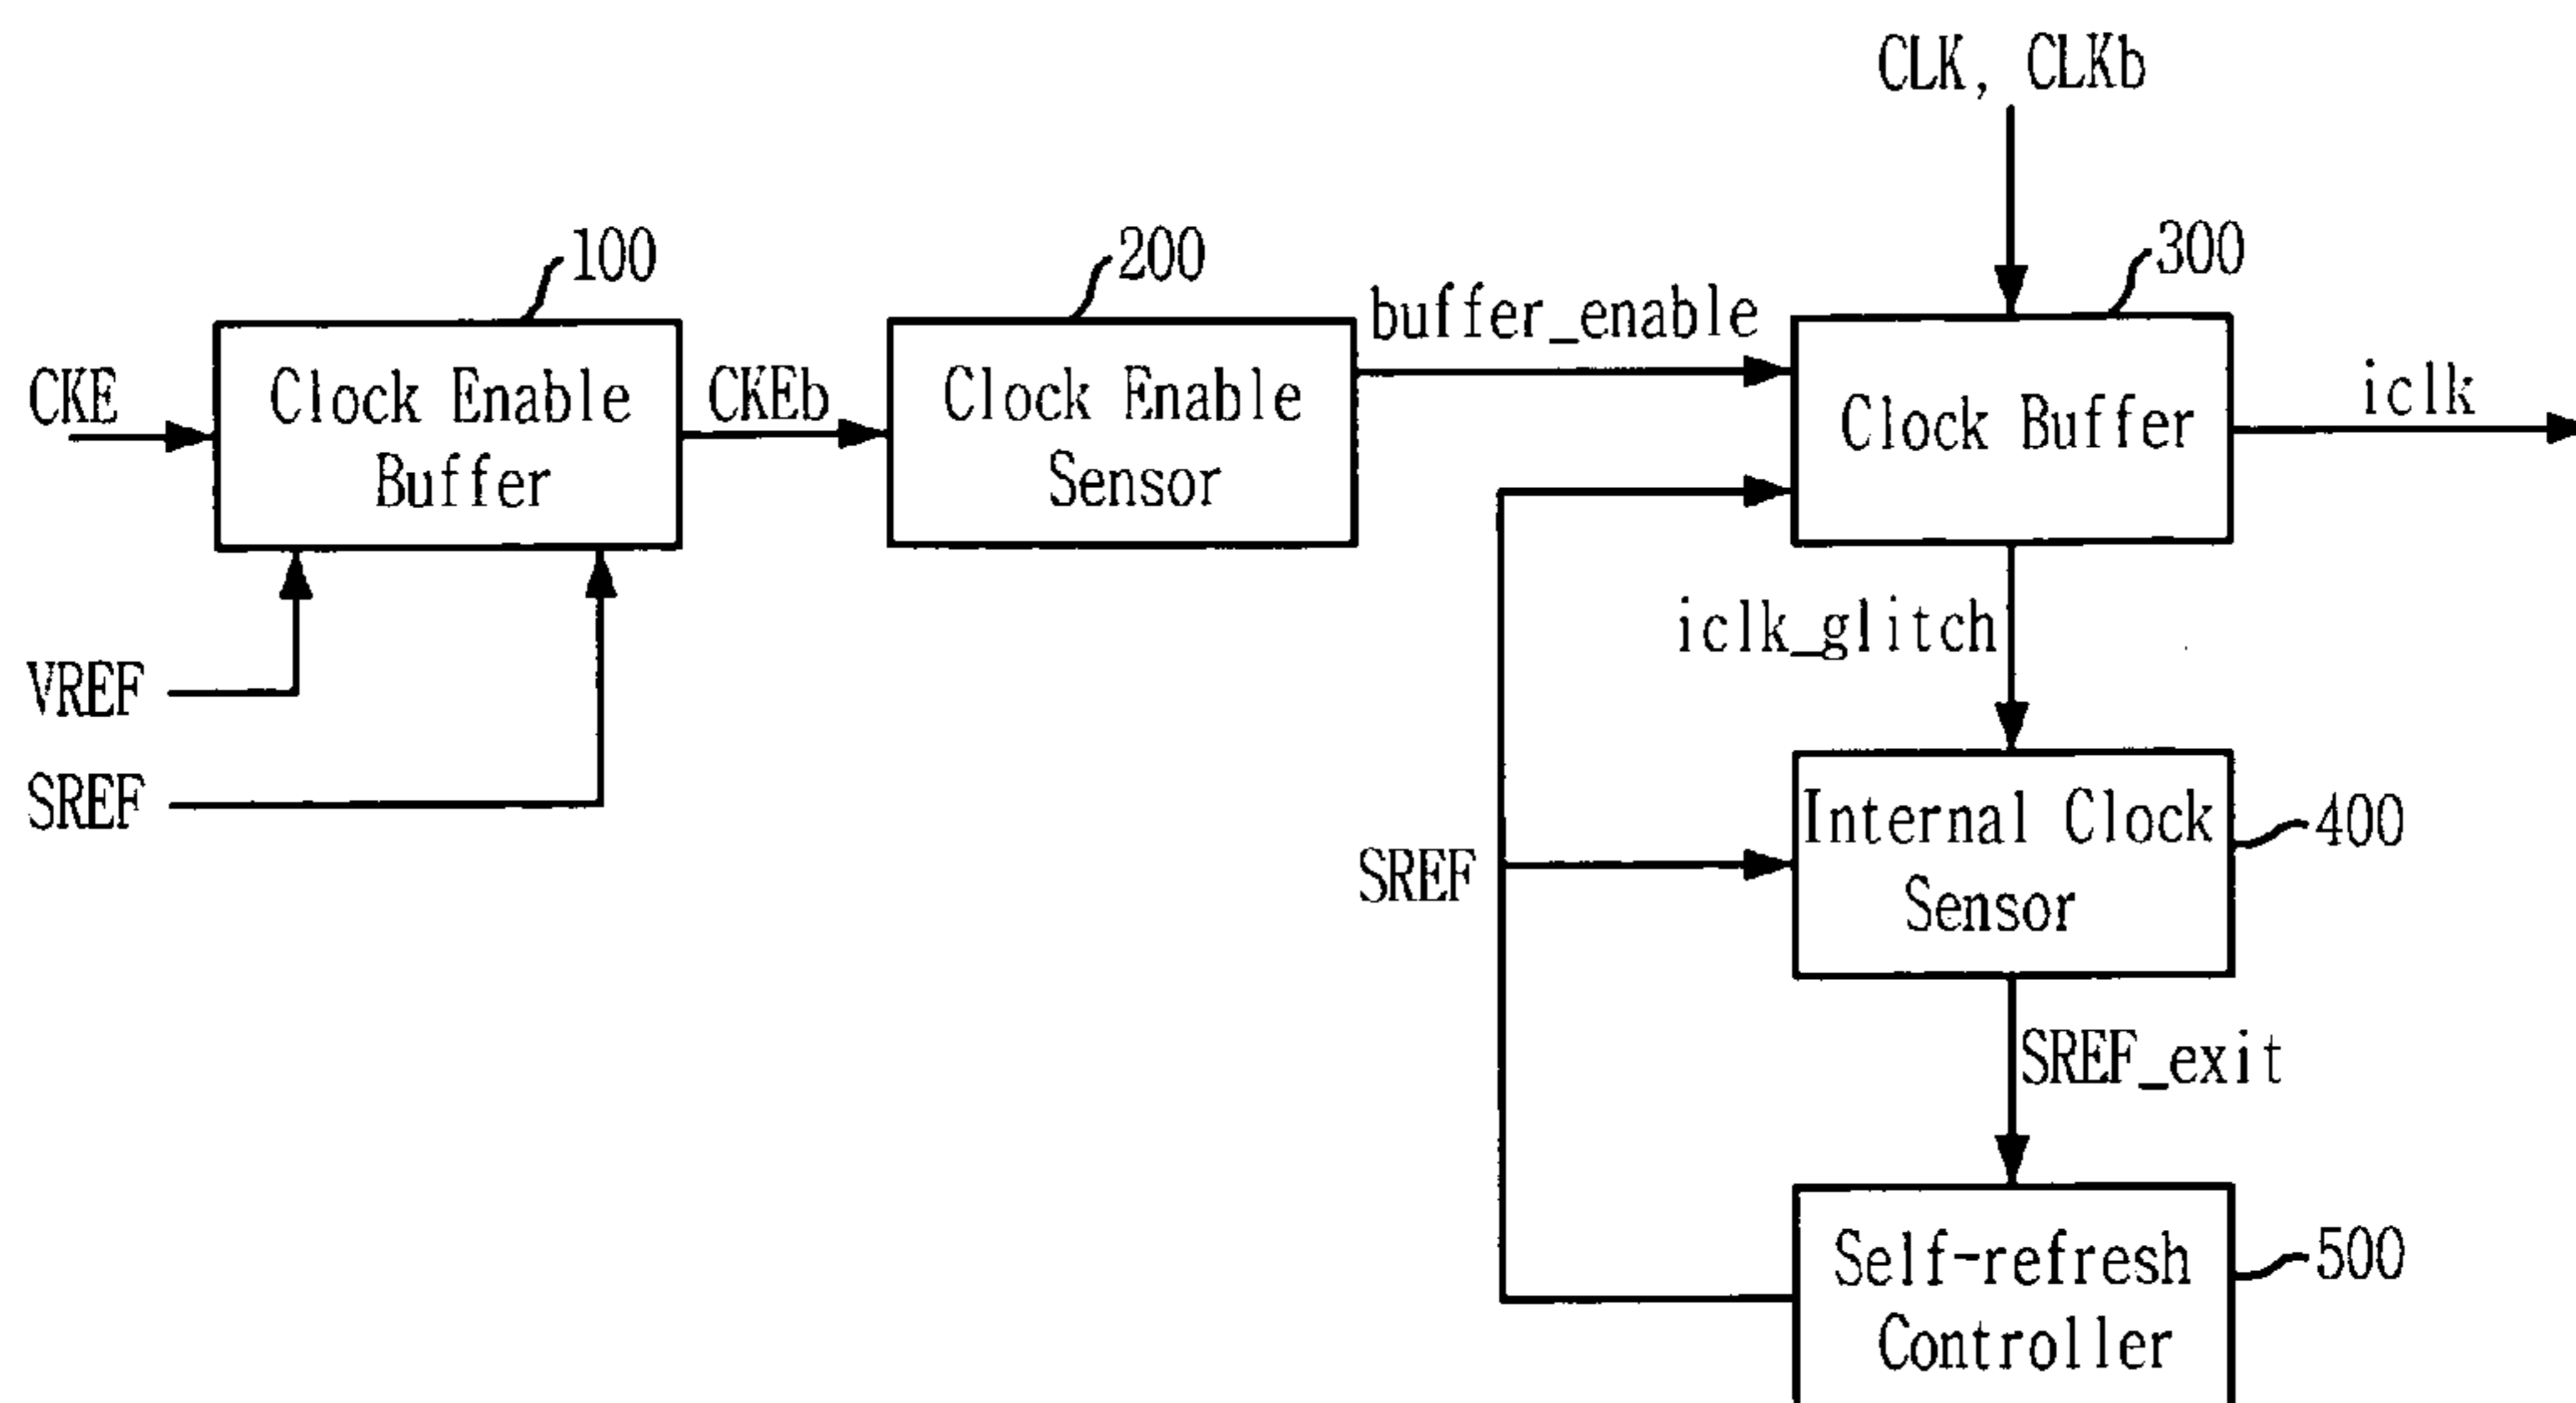 CLK, CLKb
100
200
300
buffer_enable
CKE
Clock Enable
Buffer
CKEb
Clock Enable
Sensor
Clock Buffer
iclk
iclk_glitch
VREF
SREF
SREF
Internal Clock
Sensor
400
SREF_exit
Self-refresh
Controller
500